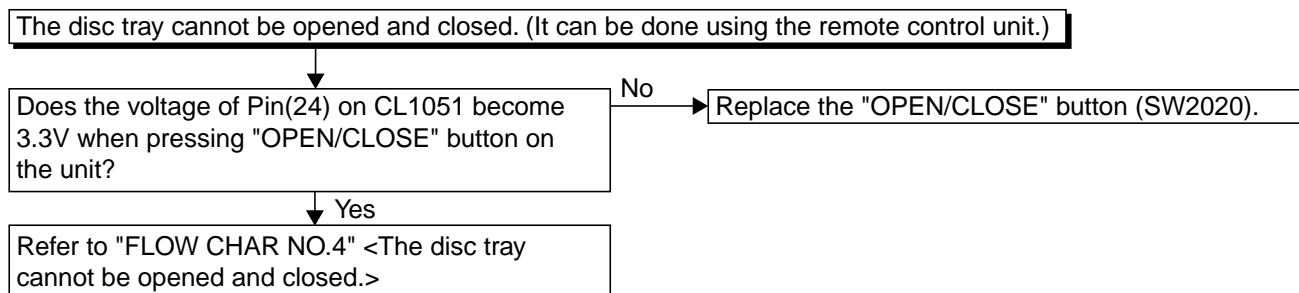 The disc tray cannot be opened and closed. (It can be done using the remote control unit.)
Does the voltage of Pin(24) on CL1051 become
3.3V when pressing "OPEN/CLOSE" button on
the unit?
No
Replace the "OPEN/CLOSE" button (SW2020).
Yes
Refer to "FLOW CHAR NO.4" <The disc tray
cannot be opened and closed.>